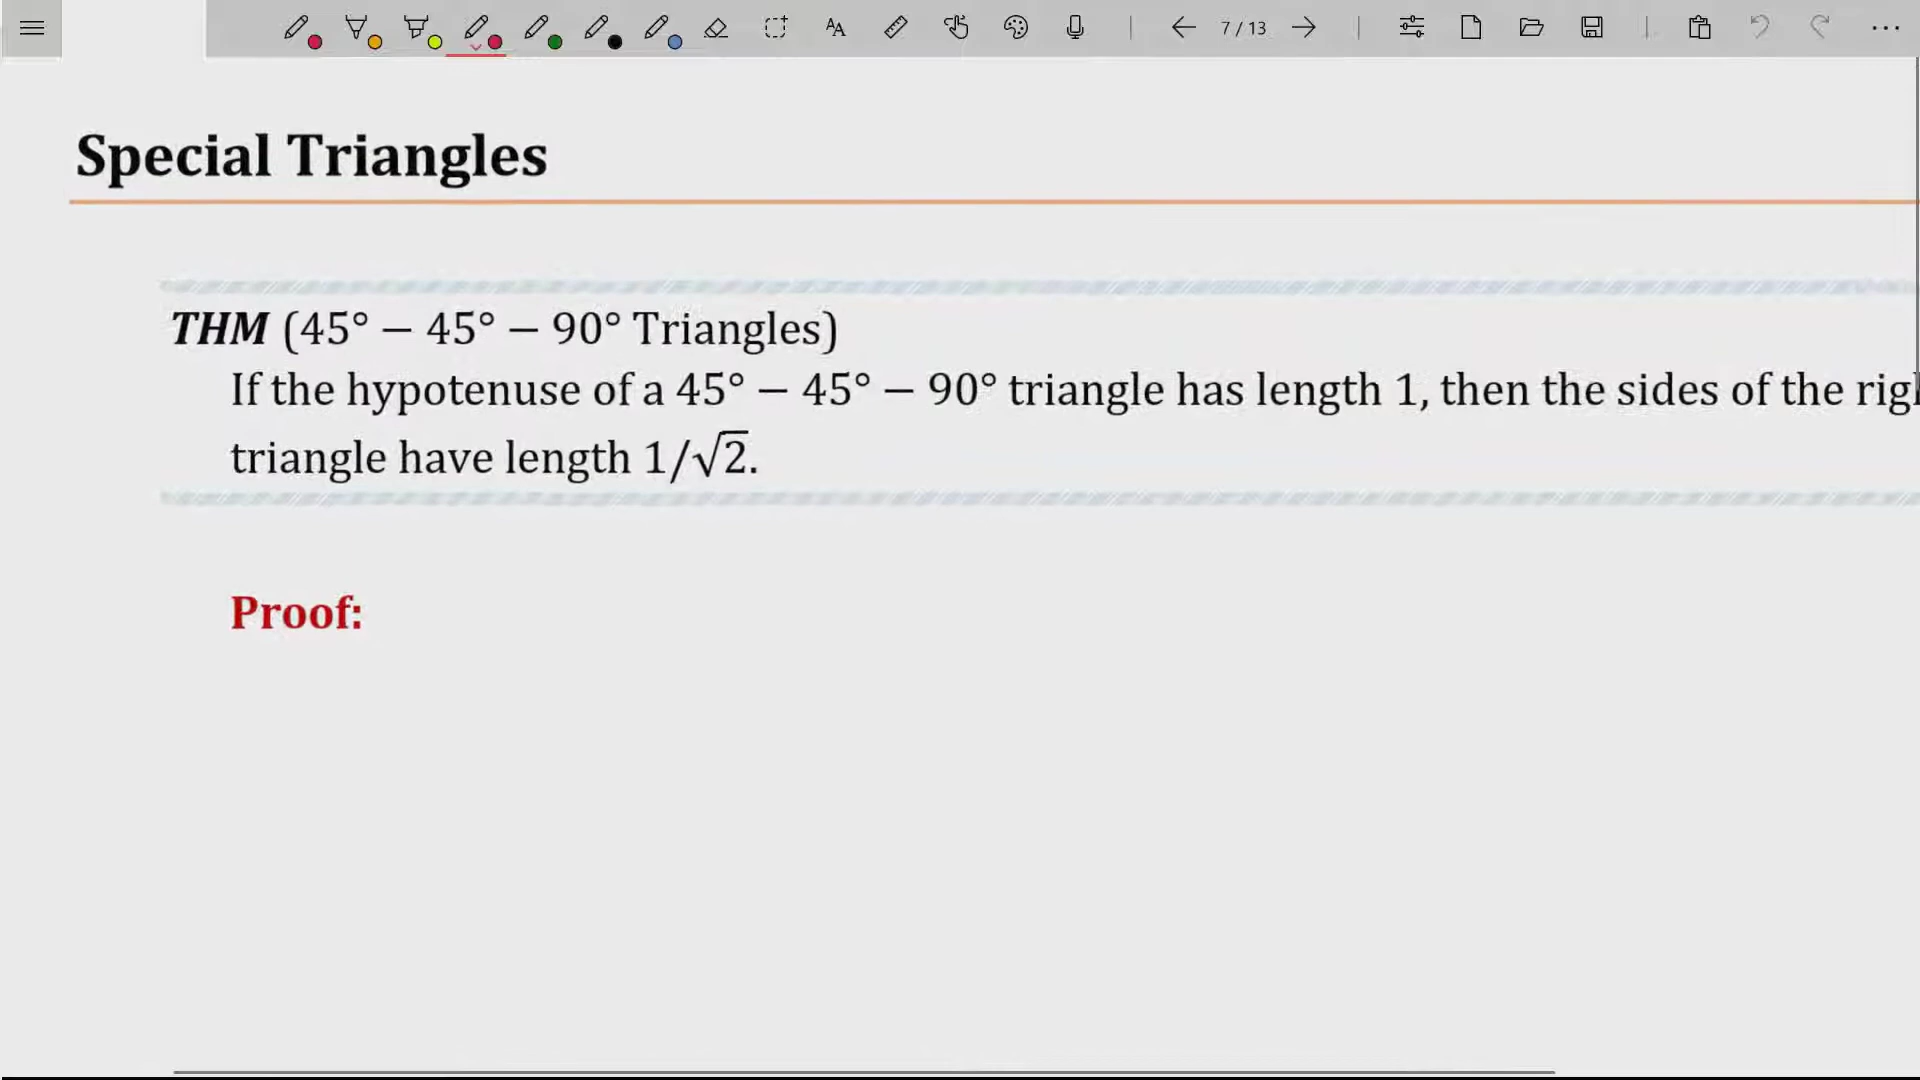 7 / 13
Special Triangles
THM (45° − 45° − 90° Triangles)
If the hypotenuse of a 45° − 45° − 90° triangle has length 1, then the sides of the
triangle have length 1/√2.
Proof: